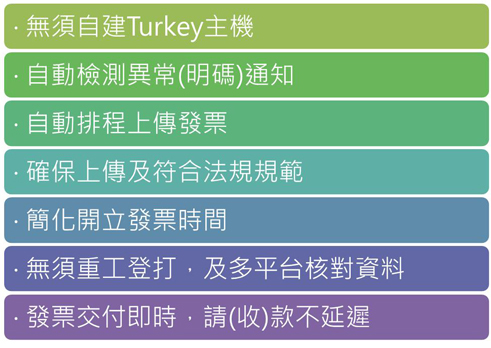 · 無須自建Turkey主機
· 自動檢測異常(明碼)通知
· 自動排程上傳發票
· 確保上傳及符合法規規範
· 簡化開立發票時間
· 無須重工登打，及多平台核對資料
· 發票交付即時，請(收)款不延遲